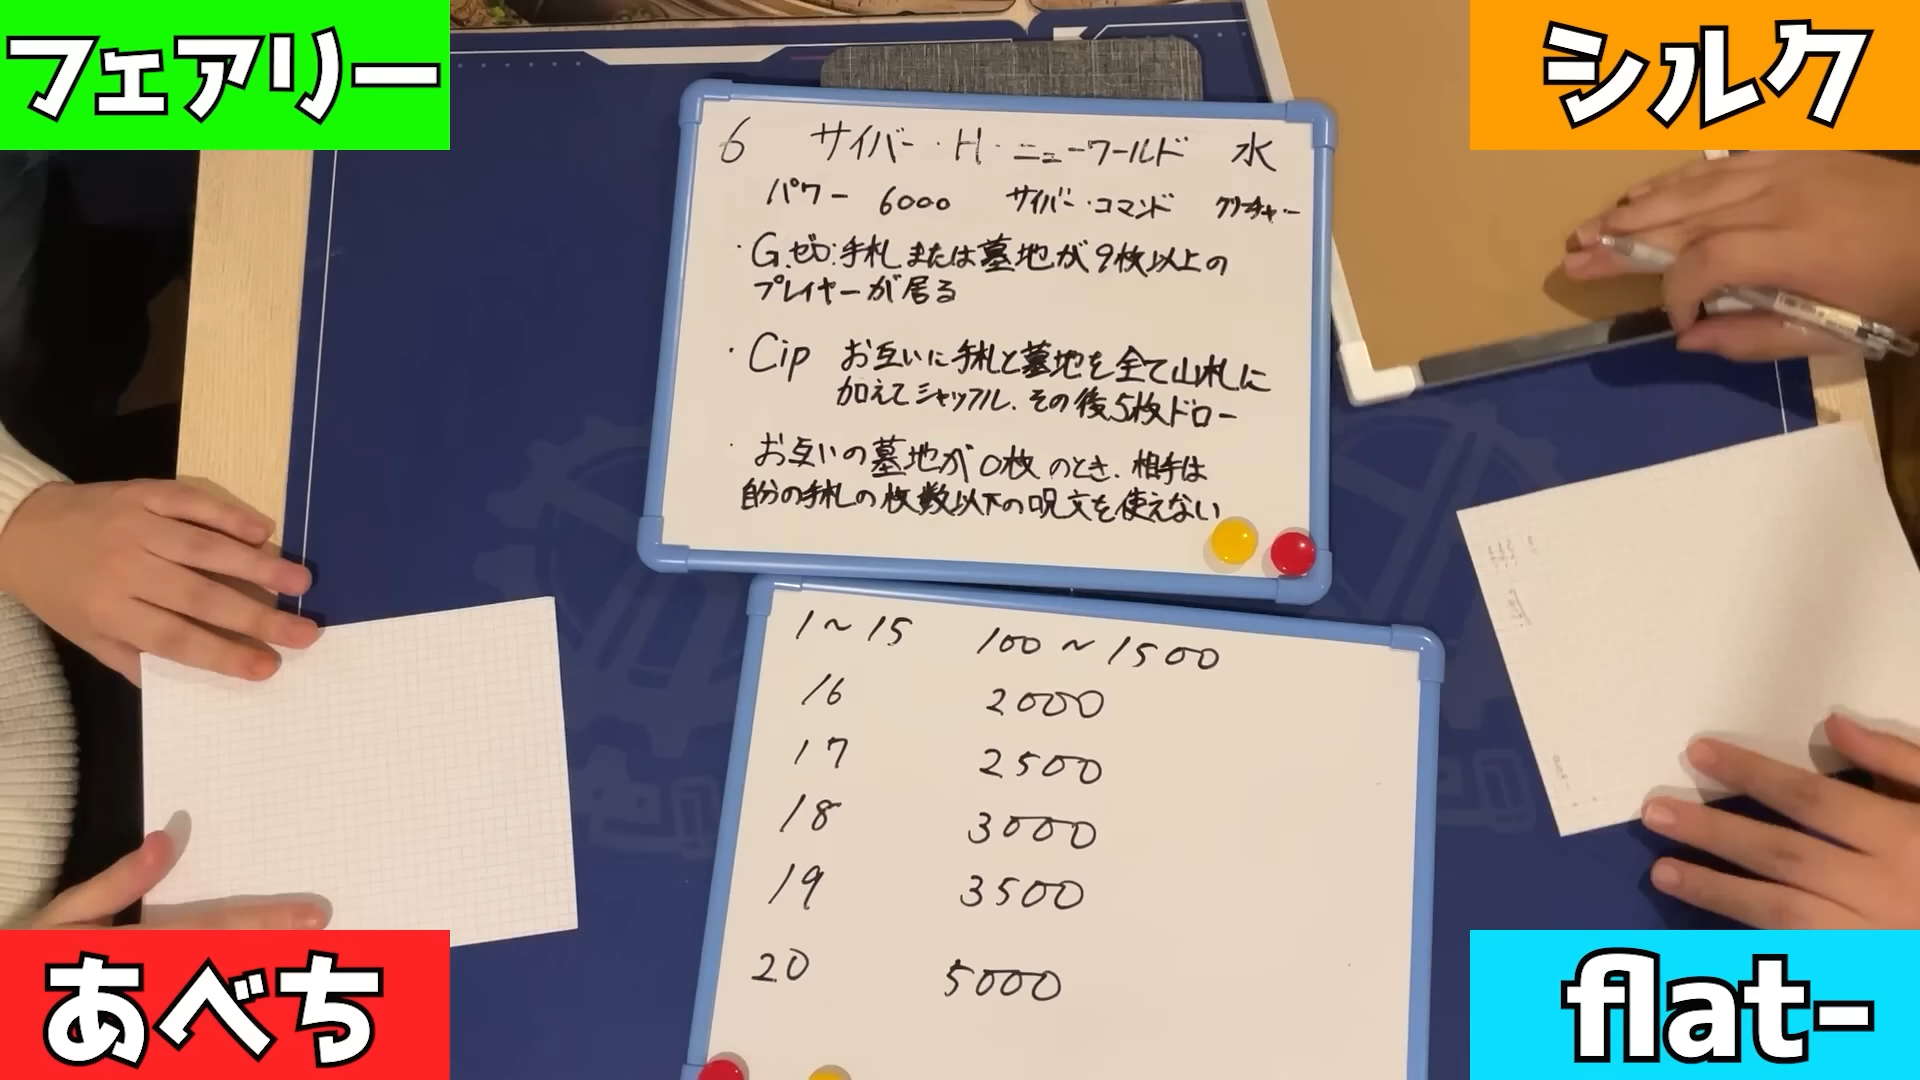 フェアリー
シルク
6 サイバー・H・ニューワールド 水
パワー 6000 サイバー・コマンド クリーチャー
・G・ゼロ:手札または墓地が9枚以上の
プレイヤーが居る
・Cip お互いに手札と墓地を全て山札に
加えてシャッフル.その後5枚ドロー
・お互いの墓地が0枚のとき.相手は
自分の手札の枚数以下の呪文を使えない
1~15 100~1500
16 2000
17 2500
18 3000
19 3500
20 5000
あべち
flat-